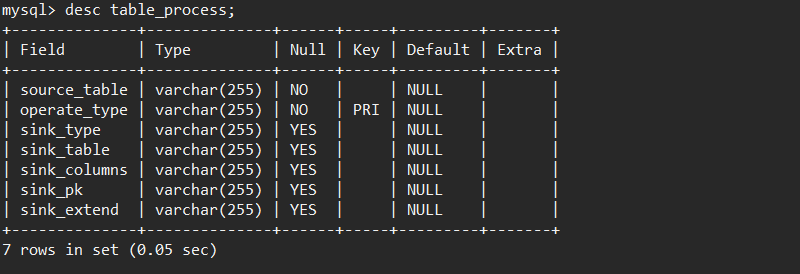 mysql> desc table_process;
+--------------+--------------+------+-----+---------+-------+
| Field        | Type         | Null | Key | Default | Extra |
+--------------+--------------+------+-----+---------+-------+
| source_table | varchar(255) | NO   |     | NULL    |       |
| operate_type | varchar(255) | NO   | PRI | NULL    |       |
| sink_type    | varchar(255) | YES  |     | NULL    |       |
| sink_table   | varchar(255) | YES  |     | NULL    |       |
| sink_columns | varchar(255) | YES  |     | NULL    |       |
| sink_pk      | varchar(255) | YES  |     | NULL    |       |
| sink_extend  | varchar(255) | YES  |     | NULL    |       |
+--------------+--------------+------+-----+---------+-------+
7 rows in set (0.05 sec)